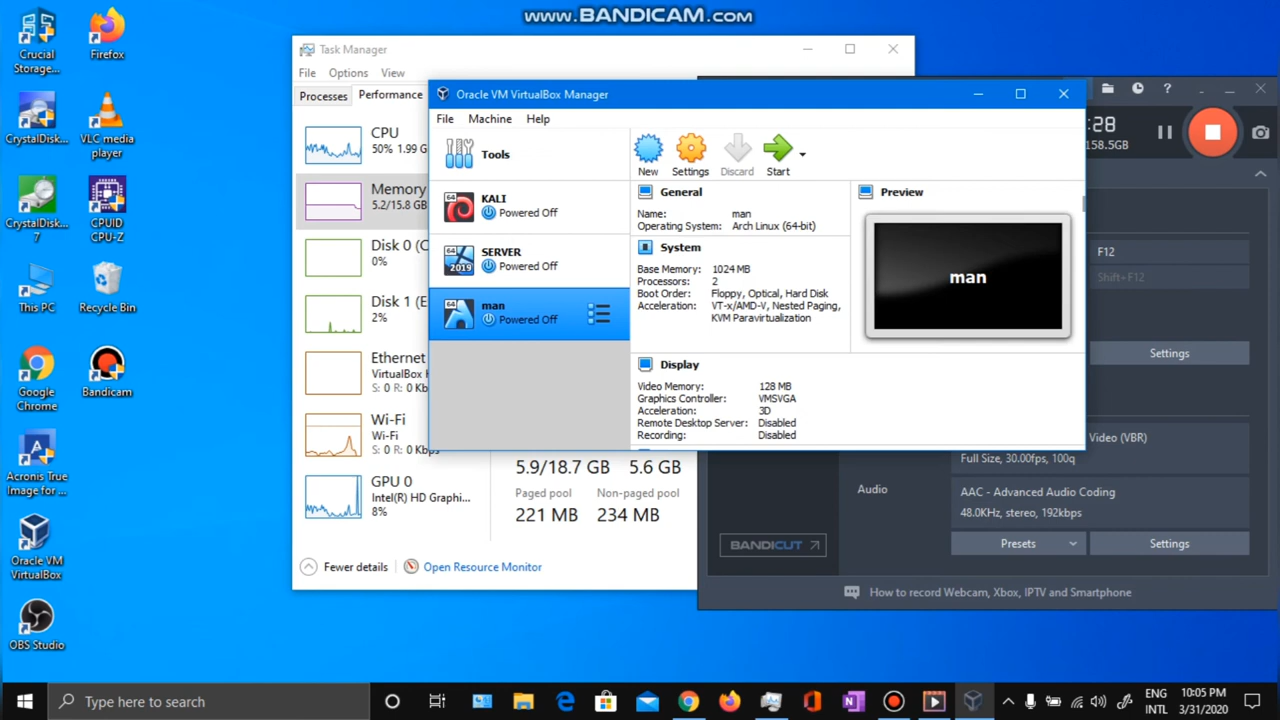 www.BANDICAM.com
Crucial
Storage...
Firefox
CrystalDisk...
VLC media
player
CrystalDisk...
7
CPUID
CPU-Z
This PC
Recycle Bin
Google
Chrome
Bandicam
Acronis True
Image for ...
Oracle VM
VirtualBox
OBS Studio
Task Manager
File Options View
Processes Performance
CPU
50% 1.99 G
Memory
5.2/15.8 GB
Disk 0 (C
0%
Disk 1 (E
2%
Ethernet
VirtualBox H
S: 0 R: 0 Kb
Wi-Fi
Wi-Fi
S: 0 R: 0 Kb
GPU 0
Intel(R) HD Graphi...
8%
5.9/18.7 GB 5.6 GB
Paged pool Non-paged pool
221 MB 234 MB
Fewer details Open Resource Monitor
Oracle VM VirtualBox Manager
File Machine Help
Tools
64
KALI
Powered Off
64
2019
SERVER
Powered Off
64
man
Powered Off
New Settings Discard Start
General
Name: man
Operating System: Arch Linux (64-bit)
System
Base Memory: 1024 MB
Processors: 2
Boot Order: Floppy, Optical, Hard Disk
Acceleration: VT-x/AMD-V, Nested Paging,
KVM Paravirtualization
Preview
man
Display
Video Memory: 128 MB
Graphics Controller: VMSVGA
Acceleration: 3D
Remote Desktop Server: Disabled
Recording: Disabled
:28
158.5GB
F12
Shift+F12
Settings
Video (VBR)
Full Size, 30.00fps, 100q
Audio
AAC - Advanced Audio Coding
48.0KHz, stereo, 192kbps
BANDICUT
Presets
Settings
How to record Webcam, Xbox, IPTV and Smartphone
Type here to search
ENG
INTL
10:05 PM
3/31/2020